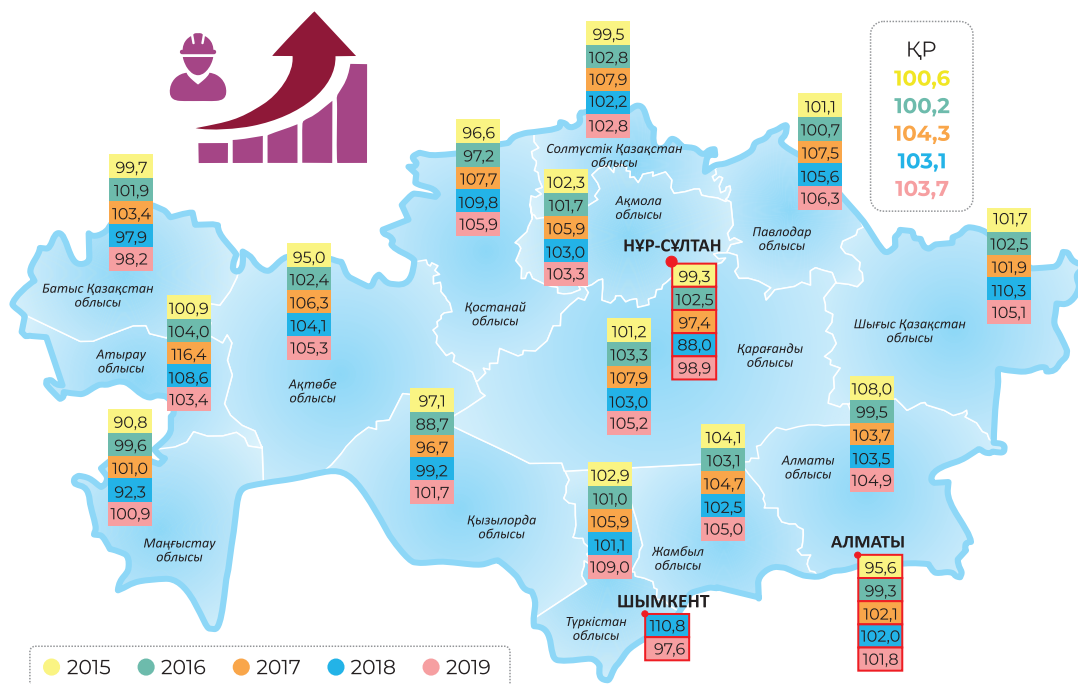 ҚР
100,6
100,2
104,3
103,1
103,7
99,5
102,8
107,9
102,2
102,8
Солтүстік Қазақстан
облысы
101,1
100,7
107,5
105,6
106,3
Павлодар
облысы
96,6
97,2
107,7
109,8
105,9
Қостанай
облысы
102,3
101,7
105,9
103,0
103,3
Ақмола
облысы
НҰР-СҰЛТАН
99,3
102,5
97,4
88,0
98,9
99,7
101,9
103,4
97,9
98,2
Батыс Қазақстан
облысы
101,7
102,5
101,9
110,3
105,1
Шығыс Қазақстан
облысы
95,0
102,4
106,3
104,1
105,3
Ақтөбе
облысы
100,9
104,0
116,4
108,6
103,4
Атырау
облысы
101,2
103,3
107,9
103,0
105,2
Қарағанды
облысы
90,8
99,6
101,0
92,3
100,9
Маңғыстау
облысы
97,1
88,7
96,7
99,2
101,7
Қызылорда
облысы
102,9
101,0
105,9
101,1
109,0
Түркістан
облысы
104,1
103,1
104,7
102,5
105,0
Жамбыл
облысы
108,0
99,5
103,7
103,5
104,9
Алматы
облысы
АЛМАТЫ
95,6
99,3
102,1
102,0
101,8
ШЫМКЕНТ
110,8
97,6
2015 2016 2017 2018 2019